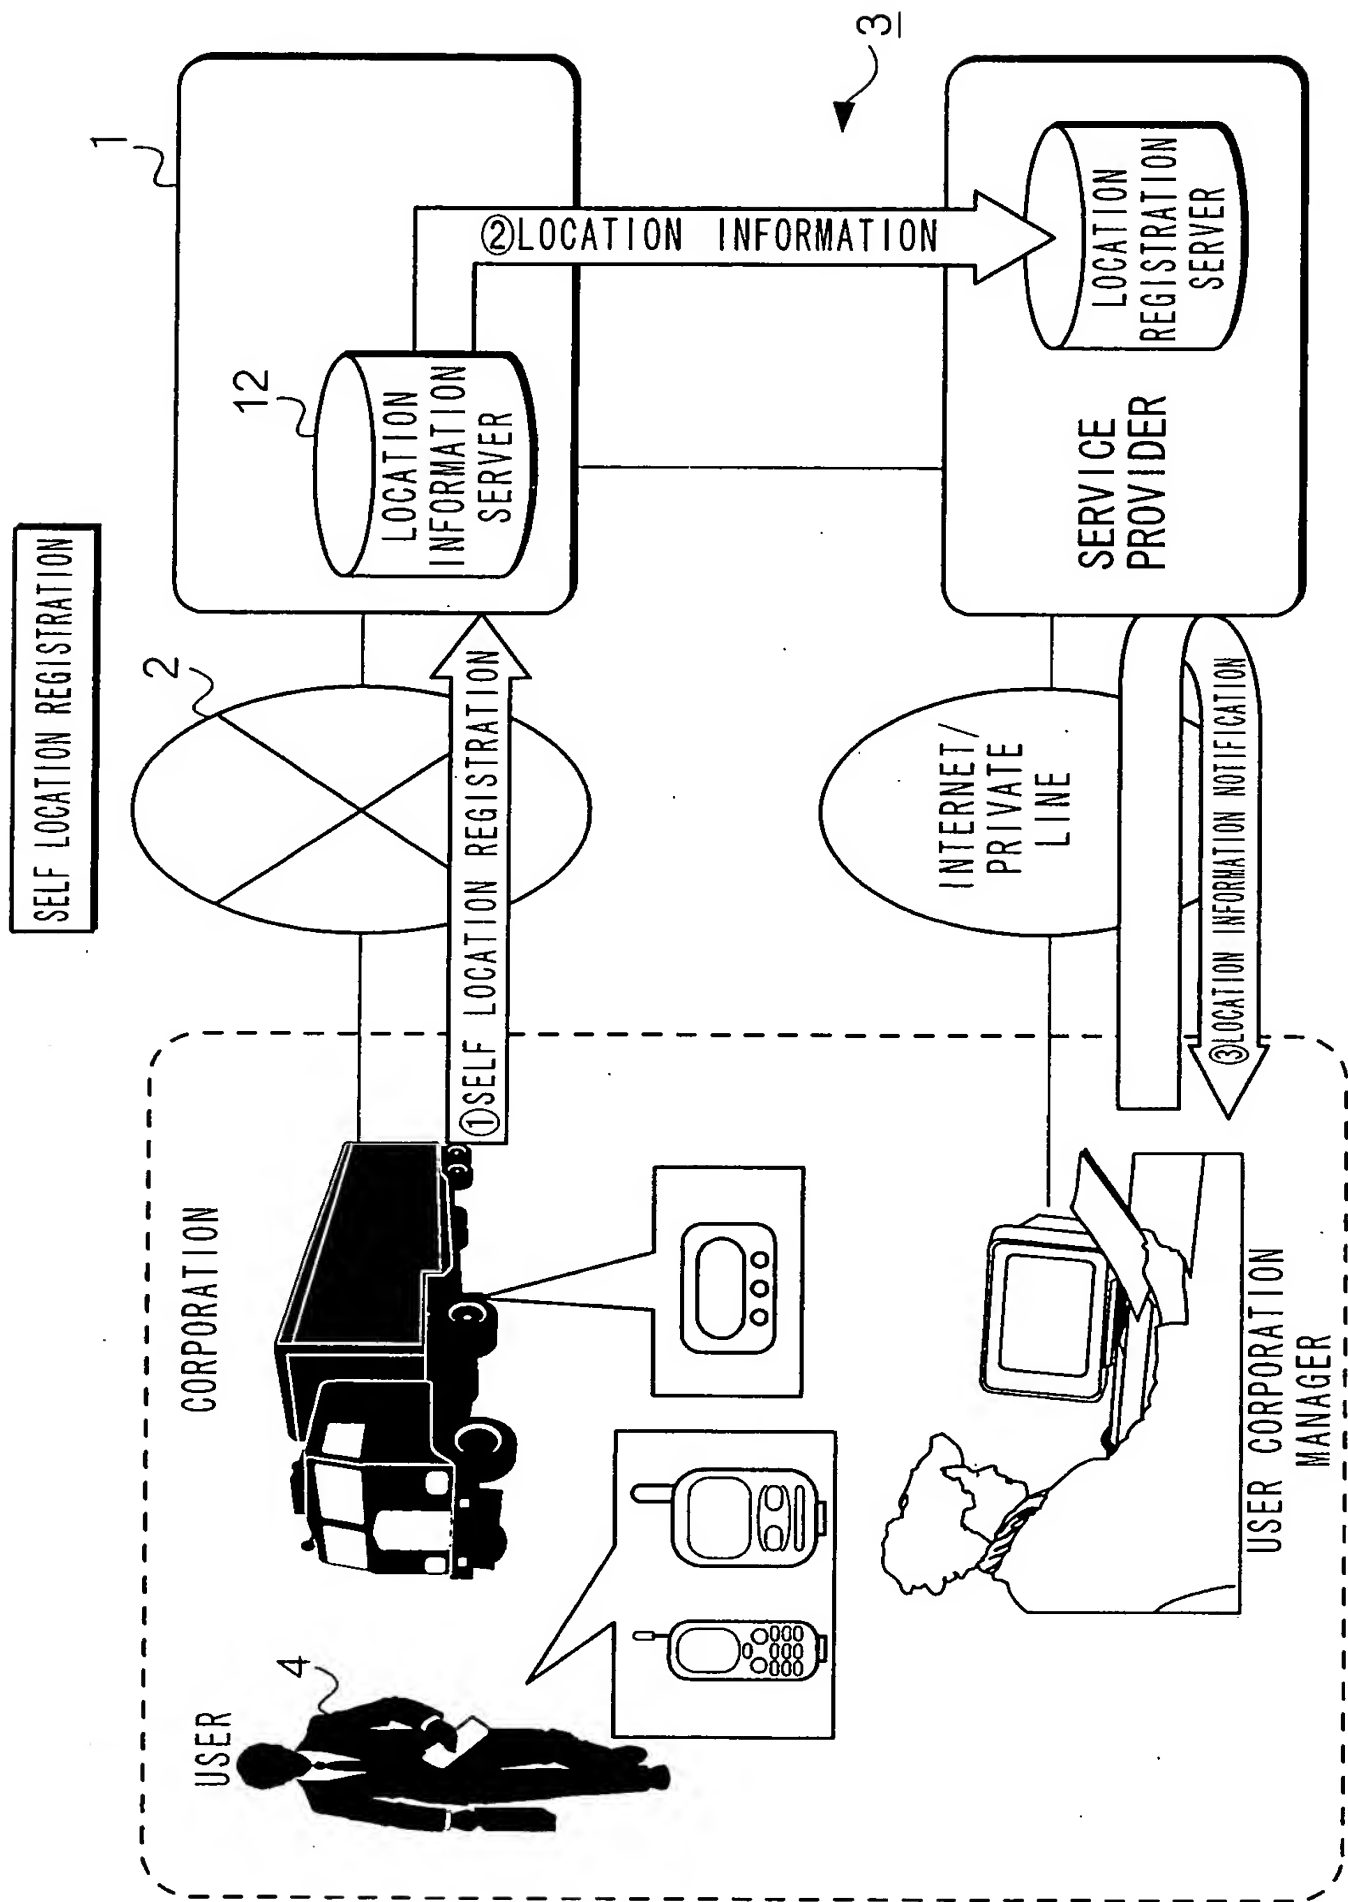 SELF LOCATION REGISTRATION
CORPORATION
USER
4
2
1
12
LOCATION
INFORMATION
SERVER
①SELF LOCATION REGISTRATION
②LOCATION INFORMATION
3
INTERNET/
PRIVATE
LINE
SERVICE
PROVIDER
LOCATION
REGISTRATION
SERVER
③LOCATION INFORMATION NOTIFICATION
USER CORPORATION
MANAGER